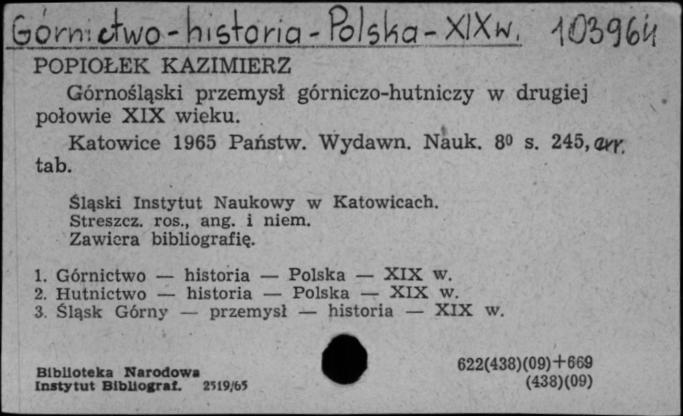 Górnictwo - historia - Polska - XIX w. 103964
POPIOŁEK KAZIMIERZ
Górnośląski przemysł górniczo-hutniczy w drugiej
połowie XIX wieku.
Katowice 1965 Państw. Wydawn. Nauk. 8⁰ s. 245,
tab.
Śląski Instytut Naukowy w Katowicach.
Streszcz. ros., ang. i niem.
Zawiera bibliografię.
1. Górnictwo — historia — Polska — XIX w.
2. Hutnictwo — historia — Polska — XIX w.
3. Śląsk Górny — przemysł — historia — XIX w.
622(438)(09)+669
Biblioteka Narodowa
Instytut Bibliograf. 2519/65
(438)(09)